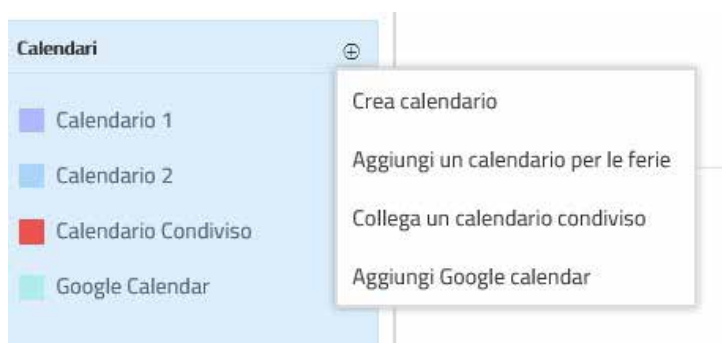 Calendari
Calendario 1
Calendario 2
Calendario Condiviso
Google Calendar
Crea calendario
Aggiungi un calendario per le ferie
Collega un calendario condiviso
Aggiungi Google calendar